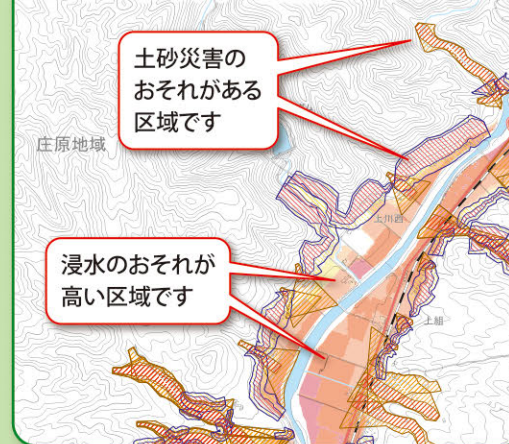 土砂災害の
おそれがある
区域です
庄原地域
上川西
浸水のおそれが
高い区域です
上組